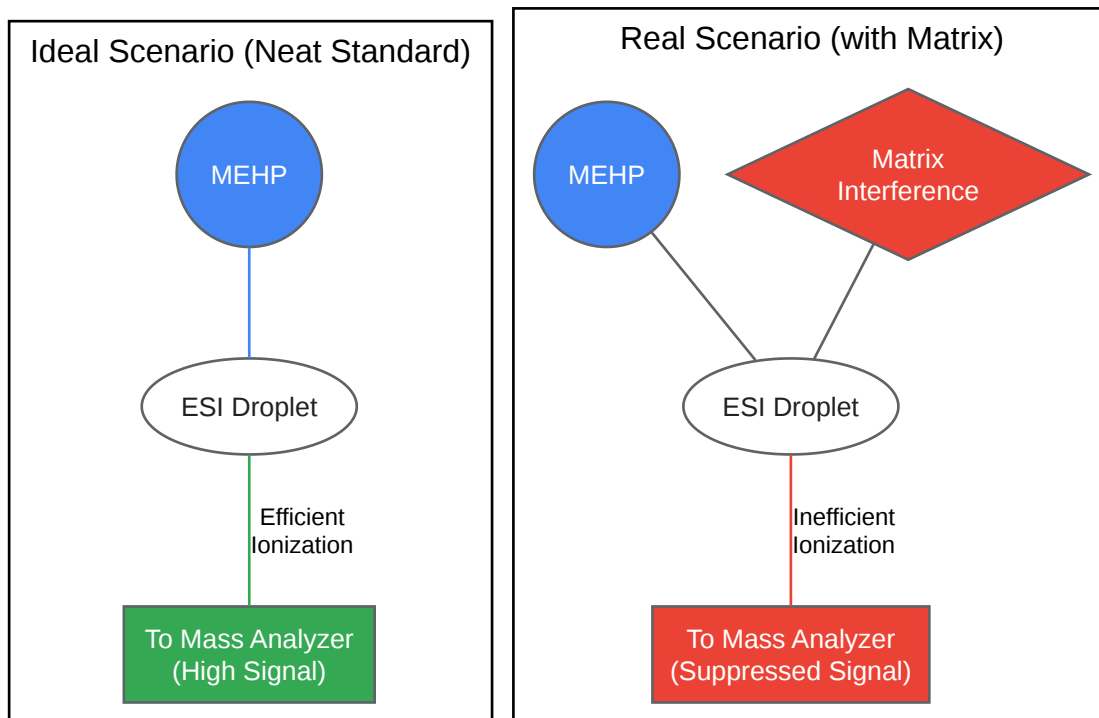 Ideal Scenario (Neat Standard)
MEHP
ESI Droplet
Efficient
Ionization
To Mass Analyzer
(High Signal)
Real Scenario (with Matrix)
MEHP
Matrix
Interference
ESI Droplet
Inefficient
Ionization
To Mass Analyzer
(Suppressed Signal)